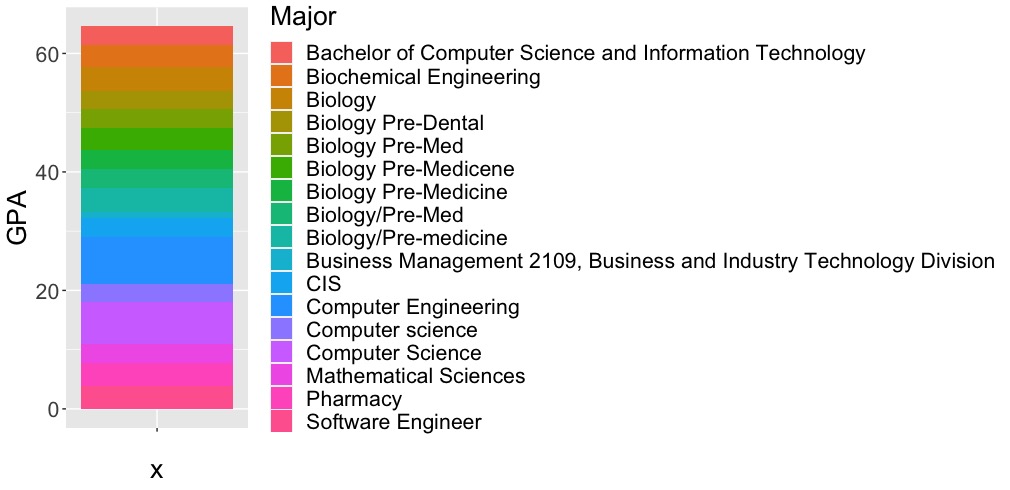 Major
Bachelor of Computer Science and Information Technology
Biochemical Engineering
Biology
Biology Pre-Dental
Biology Pre-Med
Biology Pre-Medicene
Biology Pre-Medicine
Biology/Pre-Med
Biology/Pre-medicine
Business Management 2109, Business and Industry Technology Division
CIS
Computer Engineering
Computer science
Computer Science
Mathematical Sciences
Pharmacy
Software Engineer
60
40
20
0
GPA
x